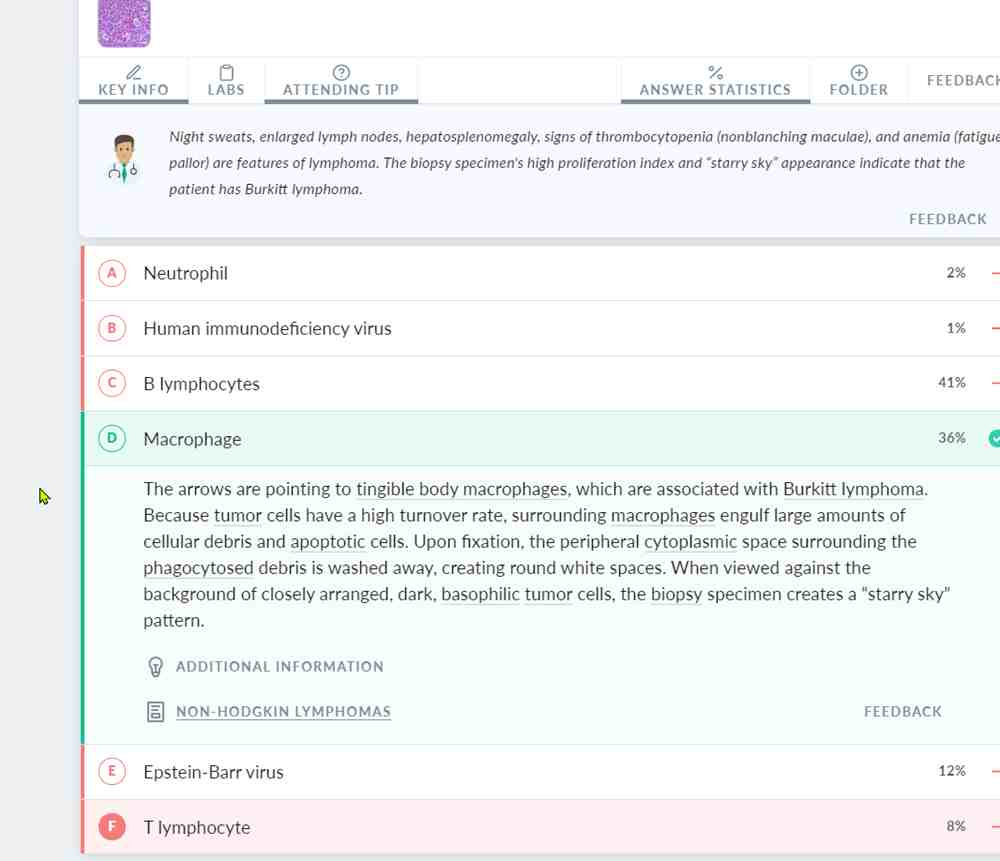 KEY INFO
LABS
ATTENDING TIP
ANSWER STATISTICS
FOLDER
FEEDBACK
Night sweats, enlarged lymph nodes, hepatosplenomegaly, signs of thrombocytopenia (nonblanching maculae), and anemia (fatigue
pallor) are features of lymphoma. The biopsy specimen's high proliferation index and “starry sky” appearance indicate that the
patient has Burkitt lymphoma.
FEEDBACK
A Neutrophil 2%
B Human immunodeficiency virus 1%
C B lymphocytes 41%
D Macrophage 36%
The arrows are pointing to tingible body macrophages, which are associated with Burkitt lymphoma.
Because tumor cells have a high turnover rate, surrounding macrophages engulf large amounts of
cellular debris and apoptotic cells. Upon fixation, the peripheral cytoplasmic space surrounding the
phagocytosed debris is washed away, creating round white spaces. When viewed against the
background of closely arranged, dark, basophilic tumor cells, the biopsy specimen creates a “starry sky”
pattern.
ADDITIONAL INFORMATION
NON-HODGKIN LYMPHOMAS
FEEDBACK
E Epstein-Barr virus 12%
F T lymphocyte 8%